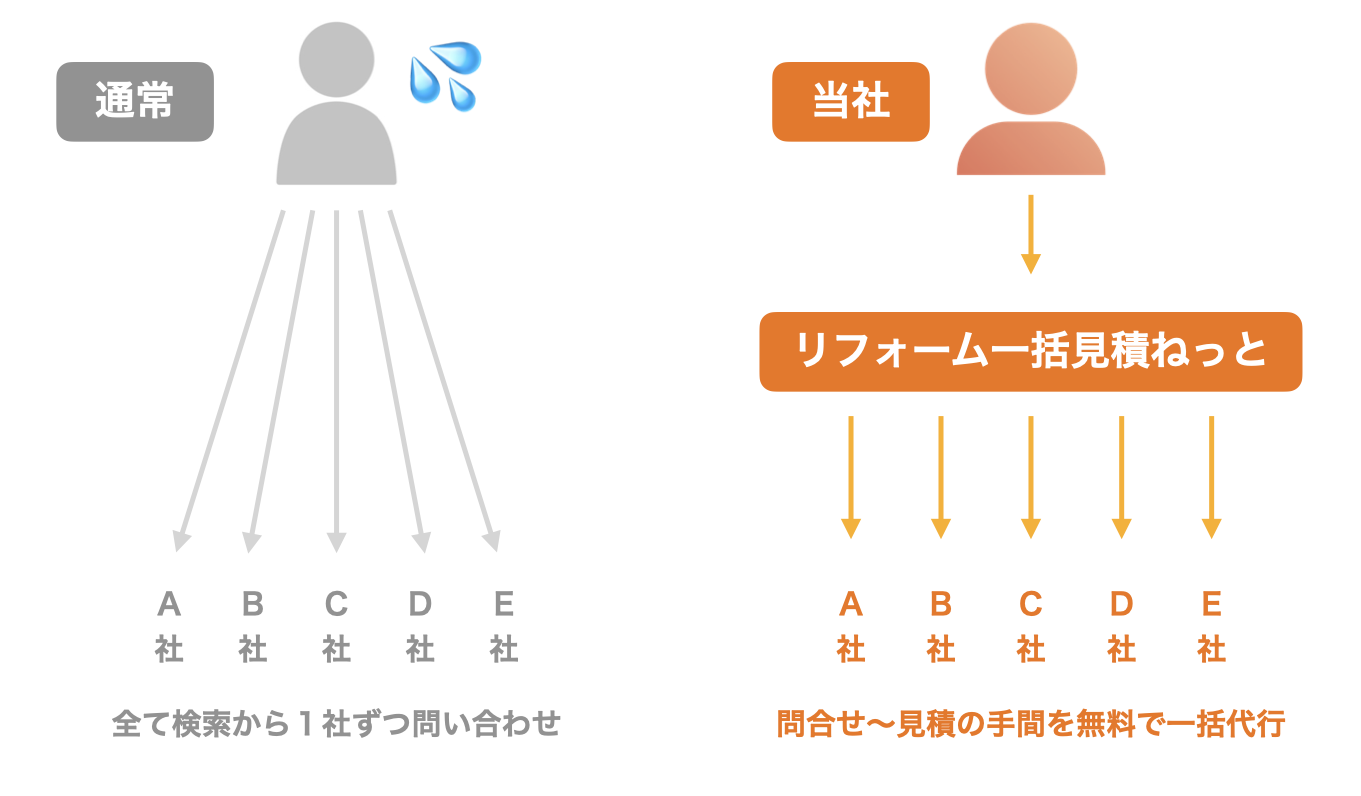 通常
A
社
B
社
C
社
D
社
E
社
全て検索から１社ずつ問い合わせ
当社
リフォーム一括見積ねっと
A
社
B
社
C
社
D
社
E
社
問合せ〜見積の手間を無料で一括代行